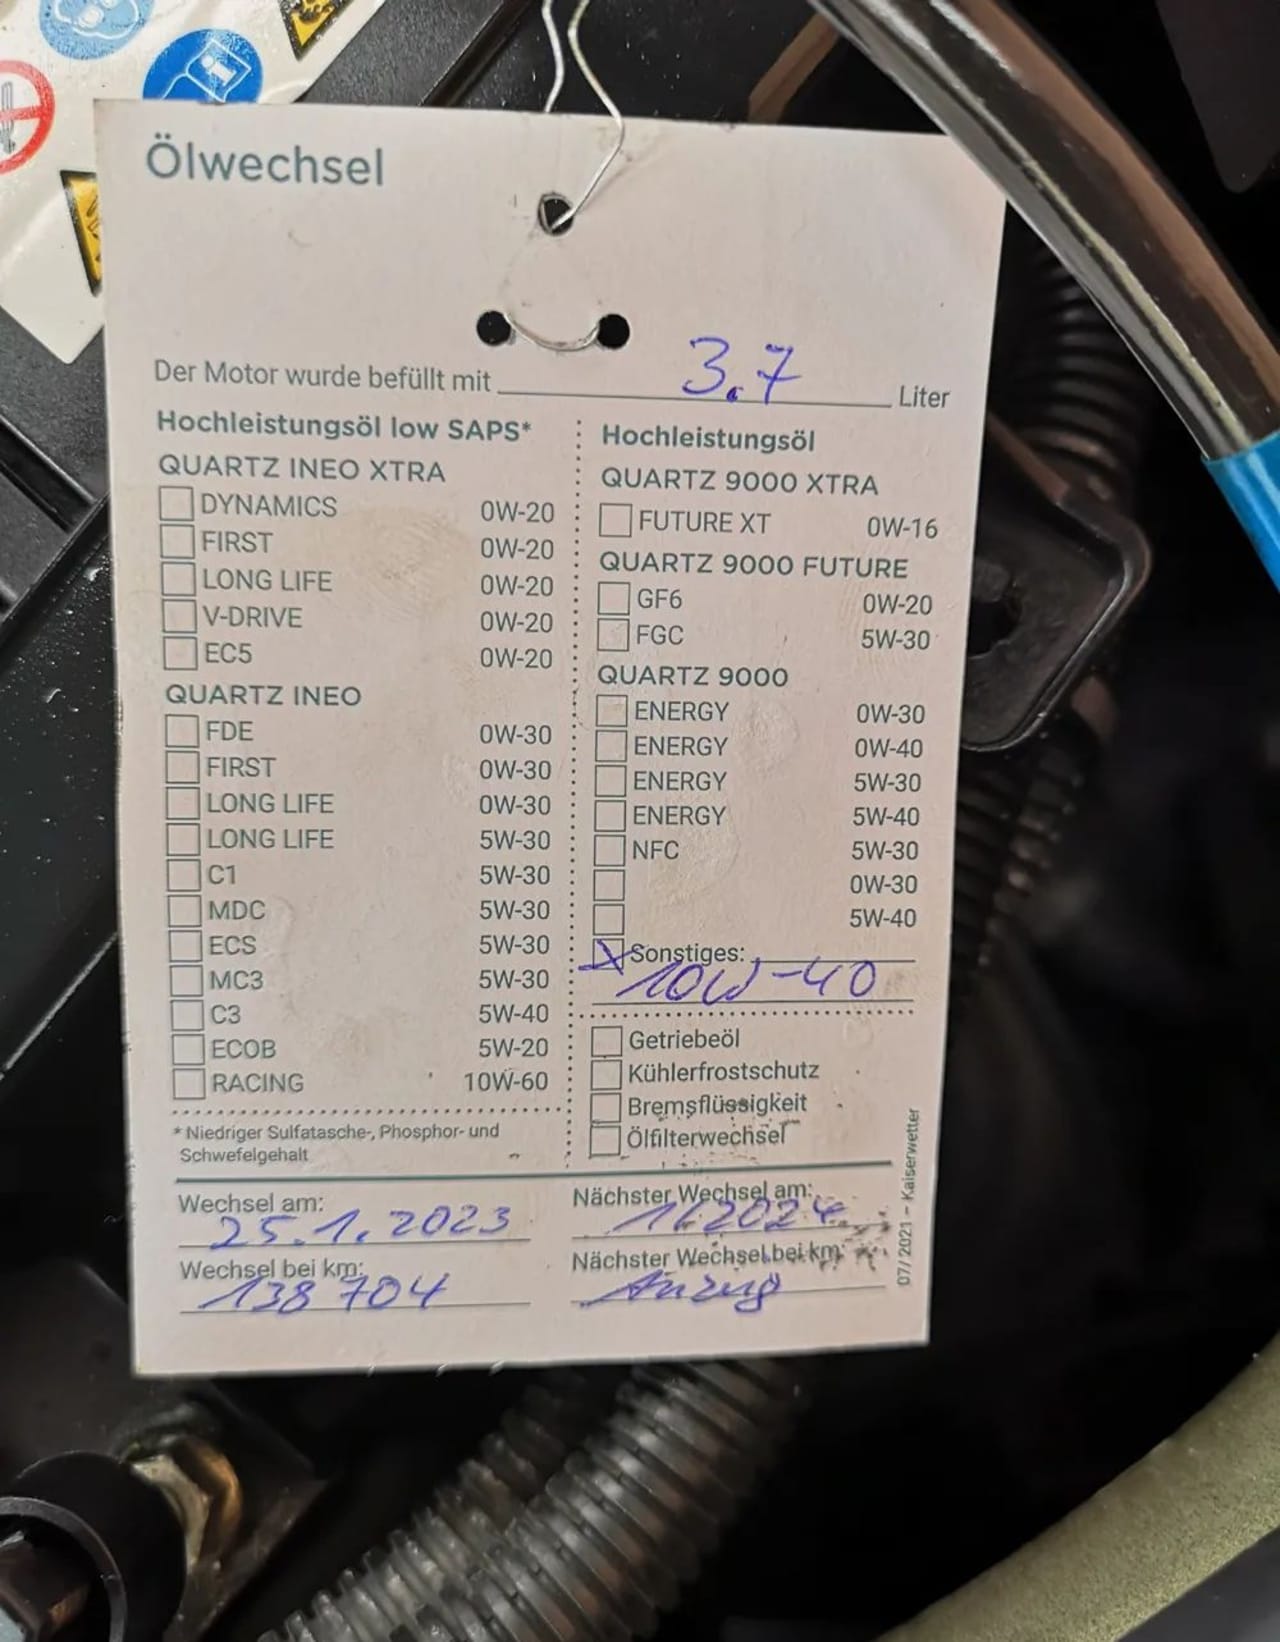 Ölwechsel
Der Motor wurde befüllt mit 3.7 Liter
Hochleistungsöl low SAPS*
QUARTZ INEO XTRA
DYNAMICS 0W-20
FIRST 0W-20
LONG LIFE 0W-20
V-DRIVE 0W-20
EC5 0W-20
QUARTZ INEO
FDE 0W-30
FIRST 0W-30
LONG LIFE 0W-30
LONG LIFE 5W-30
C1 5W-30
MDC 5W-30
ECS 5W-30
MC3 5W-30
C3 5W-40
ECOB 5W-20
RACING 10W-60
* Niedriger Sulfatasche-, Phosphor- und
Schwefelgehalt
Hochleistungsöl
QUARTZ 9000 XTRA
FUTURE XT 0W-16
QUARTZ 9000 FUTURE
GF6 0W-20
FGC 5W-30
QUARTZ 9000
ENERGY 0W-30
ENERGY 0W-40
ENERGY 5W-30
ENERGY 5W-40
NFC 5W-30
0W-30
5W-40
X Sonstiges:
10W-40
Getriebeöl
Kühlerfrostschutz
Bremsflüssigkeit
Ölfilterwechsel
Wechsel am:
25.1.2023
Wechsel bei km:
138 704
Nächster Wechsel am:
Nächster Wechsel bei km:
Anzeig
07/2021 – Kaiserwetter